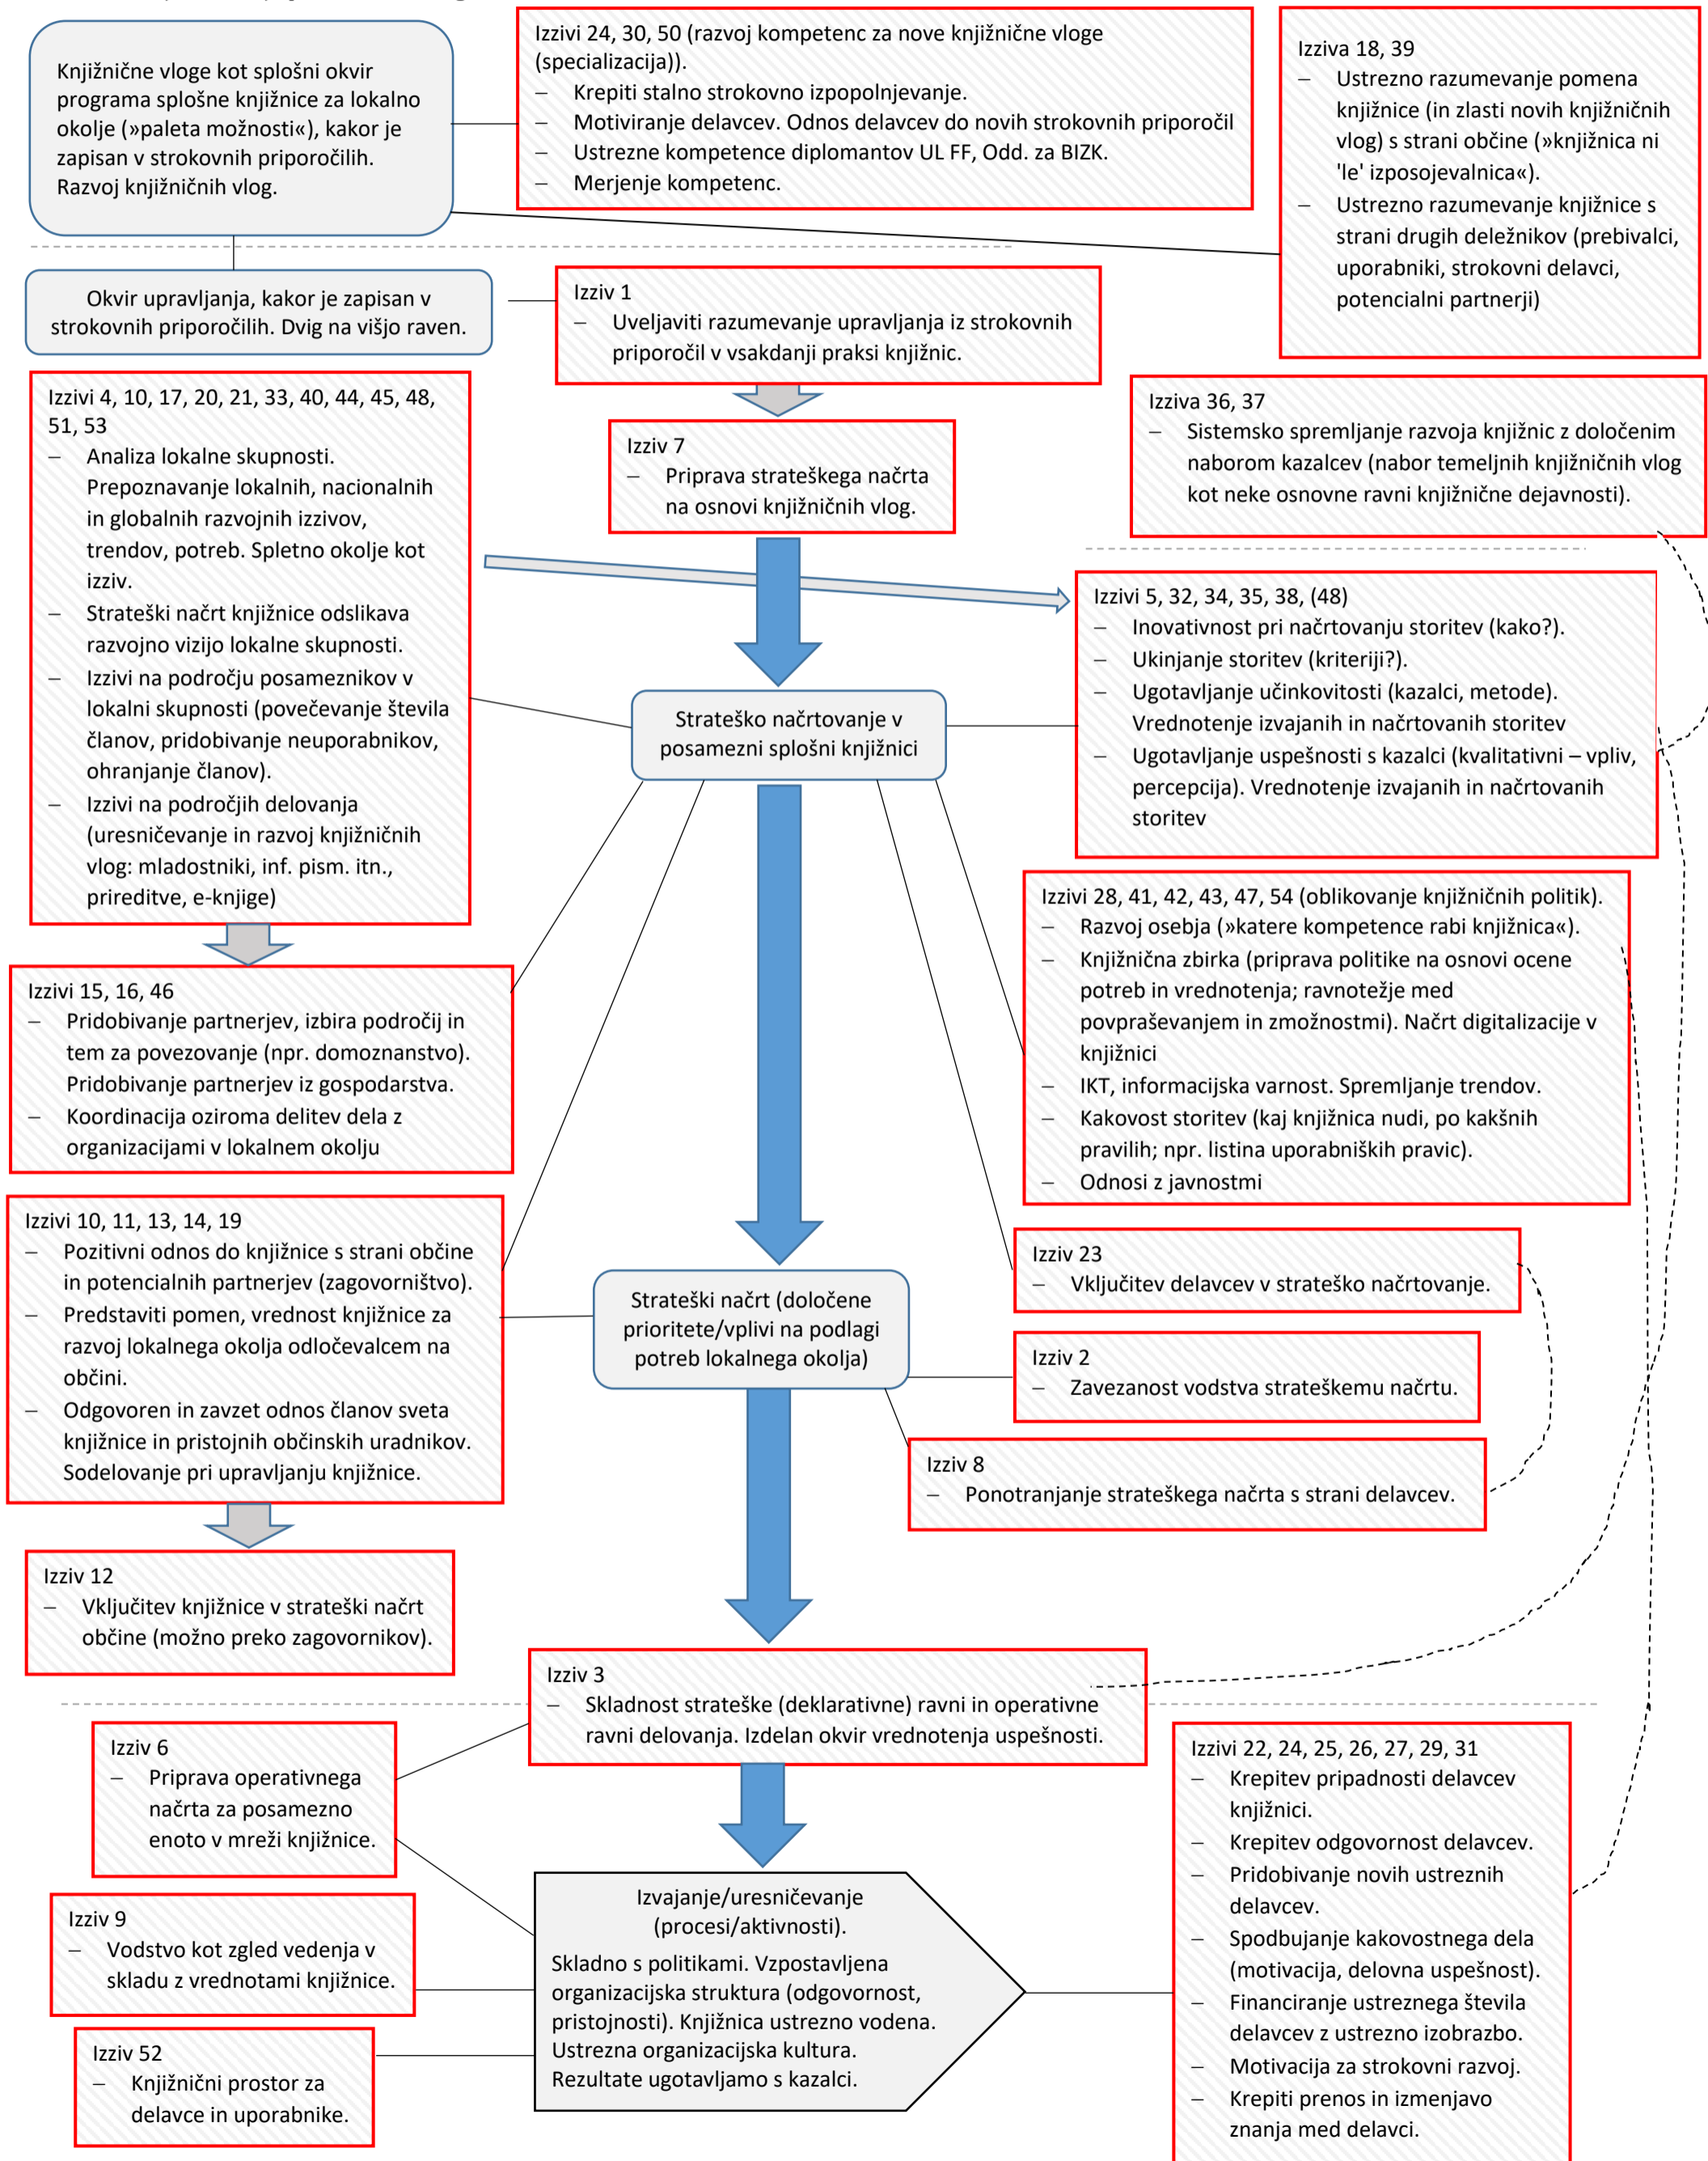 Knjižnične vloge kot splošni okvir
programa splošne knjižnice za lokalno
okolje (»paleta možnosti«), kakor je
zapisan v strokovnih priporočilih.
Razvoj knjižničnih vlog.
Izzivi 24, 30, 50 (razvoj kompetenc za nove knjižnične vloge
(specializacija)).
– Krepiti stalno strokovno izpopolnjevanje.
– Motiviranje delavcev. Odnos delavcev do novih strokovnih priporočil
– Ustrezne kompetence diplomantov UL FF, Odd. za BIZK.
– Merjenje kompetenc.
Izziva 18, 39
– Ustrezno razumevanje pomena
knjižnice (in zlasti novih knjižničnih
vlog) s strani občine (»knjižnica ni
'le' izposojevalnica«).
– Ustrezno razumevanje knjižnice s
strani drugih deležnikov (prebivalci,
uporabniki, strokovni delavci,
potencialni partnerji)
Okvir upravljanja, kakor je zapisan v
strokovnih priporočilih. Dvig na višjo raven.
Izziv 1
– Uveljaviti razumevanje upravljanja iz strokovnih
priporočil v vsakdanji praksi knjižnic.
Izzivi 4, 10, 17, 20, 21, 33, 40, 44, 45, 48,
51, 53
– Analiza lokalne skupnosti.
Prepoznavanje lokalnih, nacionalnih
in globalnih razvojnih izzivov,
trendov, potreb. Spletno okolje kot
izziv.
– Strateški načrt knjižnice odslikava
razvojno vizijo lokalne skupnosti.
– Izzivi na področju posameznikov v
lokalni skupnosti (povečevanje števila
članov, pridobivanje neuporabnikov,
ohranjanje članov).
– Izzivi na področjih delovanja
(uresničevanje in razvoj knjižničnih
vlog: mladostniki, inf. pism. itn.,
prireditve, e-knjige)
Izziv 7
– Priprava strateškega načrta
na osnovi knjižničnih vlog.
Izziva 36, 37
– Sistemsko spremljanje razvoja knjižnic z določenim
naborom kazalcev (nabor temeljnih knjižničnih vlog
kot neke osnovne ravni knjižnične dejavnosti).
Izzivi 5, 32, 34, 35, 38, (48)
– Inovativnost pri načrtovanju storitev (kako?).
– Ukinjanje storitev (kriteriji?).
– Ugotavljanje učinkovitosti (kazalci, metode).
Vrednotenje izvajanih in načrtovanih storitev
– Ugotavljanje uspešnosti s kazalci (kvalitativni – vpliv,
percepcija). Vrednotenje izvajanih in načrtovanih
storitev
Strateško načrtovanje v
posamezni splošni knjižnici
Izzivi 28, 41, 42, 43, 47, 54 (oblikovanje knjižničnih politik).
– Razvoj osebja (»katere kompetence rabi knjižnica«).
– Knjižnična zbirka (priprava politike na osnovi ocene
potreb in vrednotenja; ravnotežje med
povpraševanjem in zmožnostmi). Načrt digitalizacije v
knjižnici
– IKT, informacijska varnost. Spremljanje trendov.
– Kakovost storitev (kaj knjižnica nudi, po kakšnih
pravilih; npr. listina uporabniških pravic).
– Odnosi z javnostmi
Izzivi 15, 16, 46
– Pridobivanje partnerjev, izbira področij in
tem za povezovanje (npr. domoznanstvo).
Pridobivanje partnerjev iz gospodarstva.
– Koordinacija oziroma delitev dela z
organizacijami v lokalnem okolju
Izzivi 10, 11, 13, 14, 19
– Pozitivni odnos do knjižnice s strani občine
in potencialnih partnerjev (zagovorništvo).
– Predstaviti pomen, vrednost knjižnice za
razvoj lokalnega okolja odločevalcem na
občini.
– Odgovoren in zavzet odnos članov sveta
knjižnice in pristojnih občinskih uradnikov.
Sodelovanje pri upravljanju knjižnice.
Strateški načrt (določene
prioritete/vplivi na podlagi
potreb lokalnega okolja)
Izziv 23
– Vključitev delavcev v strateško načrtovanje.
Izziv 2
– Zavezanost vodstva strateškemu načrtu.
Izziv 8
– Ponotranjanje strateškega načrta s strani delavcev.
Izziv 12
– Vključitev knjižnice v strateški načrt
občine (možno preko zagovornikov).
Izziv 3
– Skladnost strateške (deklarativne) ravni in operativne
ravni delovanja. Izdelan okvir vrednotenja uspešnosti.
Izziv 6
– Priprava operativnega
načrta za posamezno
enoto v mreži knjižnice.
Izziv 9
– Vodstvo kot zgled vedenja v
skladu z vrednotami knjižnice.
Izziv 52
– Knjižnični prostor za
delavce in uporabnike.
Izvajanje/uresničevanje
(procesi/aktivnosti).
Skladno s politikami. Vzpostavljena
organizacijska struktura (odgovornost,
pristojnosti). Knjižnica ustrezno vodena.
Ustrezna organizacijska kultura.
Rezultate ugotavljamo s kazalci.
Izzivi 22, 24, 25, 26, 27, 29, 31
– Krepitev pripadnosti delavcev
knjižnici.
– Krepitev odgovornost delavcev.
– Pridobivanje novih ustreznih
delavcev.
– Spodbujanje kakovostnega dela
(motivacija, delovna uspešnost).
– Financiranje ustreznega števila
delavcev z ustrezno izobrazbo.
– Motivacija za strokovni razvoj.
– Krepiti prenos in izmenjavo
znanja med delavci.